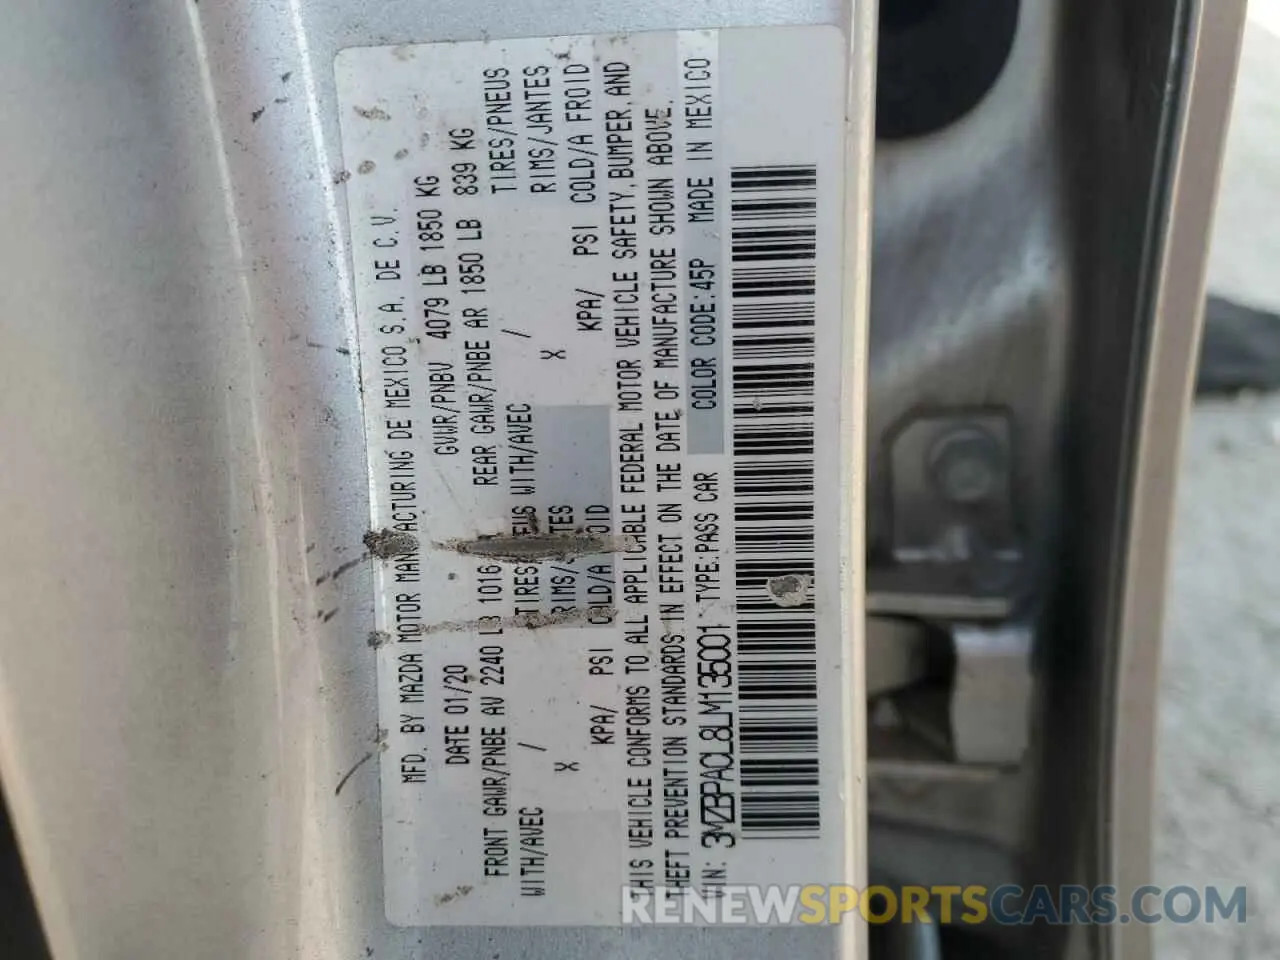 MFD. BY MAZDA MOTOR MANUFACTURING DE MEXICO S.A. DE C.V.
DATE 01/20 GVWR/PNBV 4079 LB 1850 KG
FRONT GAWR/PNBE AV 2240 LB 1016 REAR GAWR/PNBE AR 1850 LB 839 KG
WITH/AVEC / TIRES/PNEUS WITH/AVEC / TIRES/PNEUS
X RIMS/JANTES X RIMS/JANTES
KPA/ PSI COLD/A FROID KPA/ PSI COLD/A FROID
THIS VEHICLE CONFORMS TO ALL APPLICABLE FEDERAL MOTOR VEHICLE SAFETY, BUMPER, AND
THEFT PREVENTION STANDARDS IN EFFECT ON THE DATE OF MANUFACTURE SHOWN ABOVE.
VIN: 3MZBPACL8LM135001 TYPE:PASS CAR COLOR CODE:45P MADE IN MEXICO
RENEWSPORTSCARS.COM